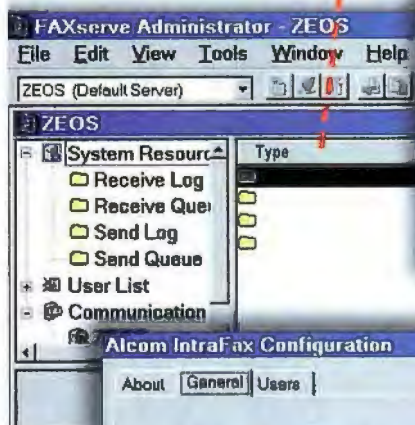 FAXserve Administrator - ZEOS
File Edit View Tools Window Help
ZEOS (Default Server)
ZEOS
System Resourc
Type
Receive Log
Receive Quer
Send Log
Send Queue
User List
Communication
Alcom IntraFax Configuration
About General Users